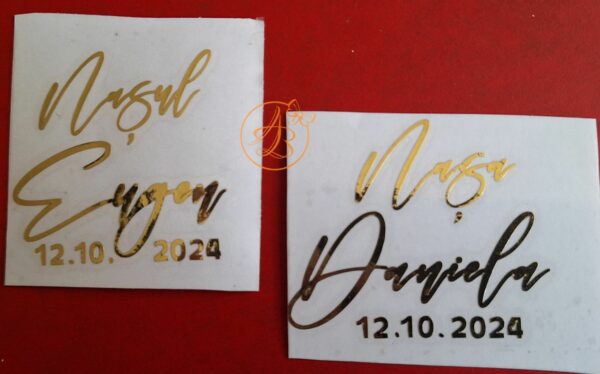 Nașul
Eugen
12.10. 2024
Nașa
Daniela
12.10.2024